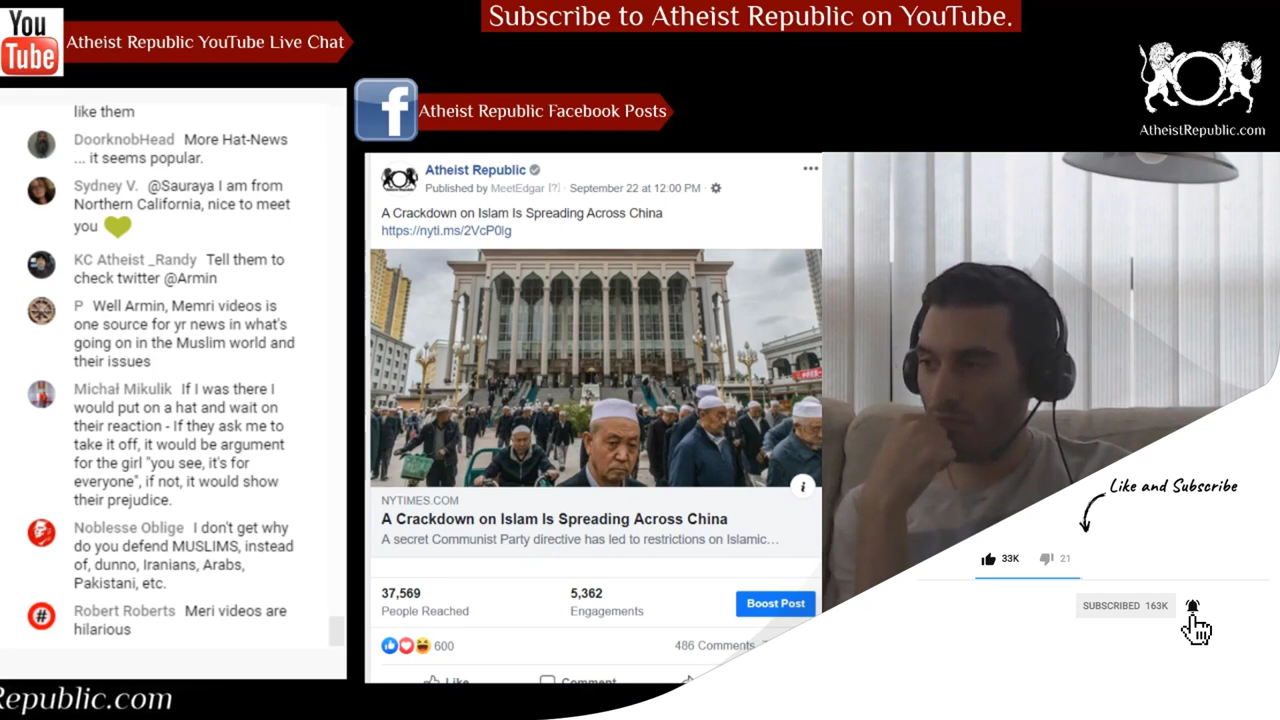 You
Tube
Atheist Republic YouTube Live Chat
Subscribe to Atheist Republic on YouTube.
AtheistRepublic.com
Atheist Republic Facebook Posts
like them
DoorknobHead More Hat-News
... it seems popular.
Sydney V. @Sauraya I am from
Northern California, nice to meet
you
KC Atheist _Randy Tell them to
check twitter @Armin
P Well Armin, Memri videos is
one source for yr news in what's
going on in the Muslim world and
their issues
Michał Mikulik If I was there I
would put on a hat and wait on
their reaction - If they ask me to
take it off, it would be argument
for the girl "you see, it's for
everyone", if not, it would show
their prejudice.
Noblesse Oblige I don't get why
do you defend MUSLIMS, instead
of, dunno, Iranians, Arabs,
Pakistani, etc.
Robert Roberts Meri videos are
hilarious
Atheist Republic
Published by MeetEdgar [?] · September 22 at 12:00 PM ·
A Crackdown on Islam Is Spreading Across China
https://nyti.ms/2VcP0lg
NYTIMES.COM
A Crackdown on Islam Is Spreading Across China
A secret Communist Party directive has led to restrictions on Islamic...
37,569
People Reached
5,362
Engagements
Boost Post
600
486 Comments
Like
Comment
Like and Subscribe
33K
21
SUBSCRIBED 163K
Republic.com